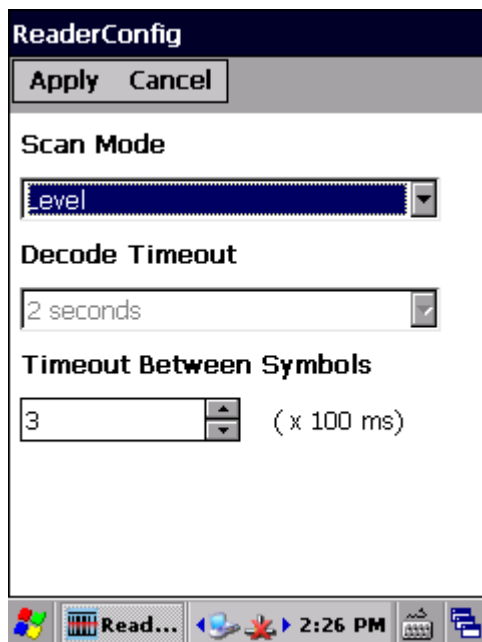 ReaderConfig
Apply Cancel
Scan Mode
Level
Decode Timeout
2 seconds
Timeout Between Symbols
3 ( x 100 ms)
Read... 2:26 PM